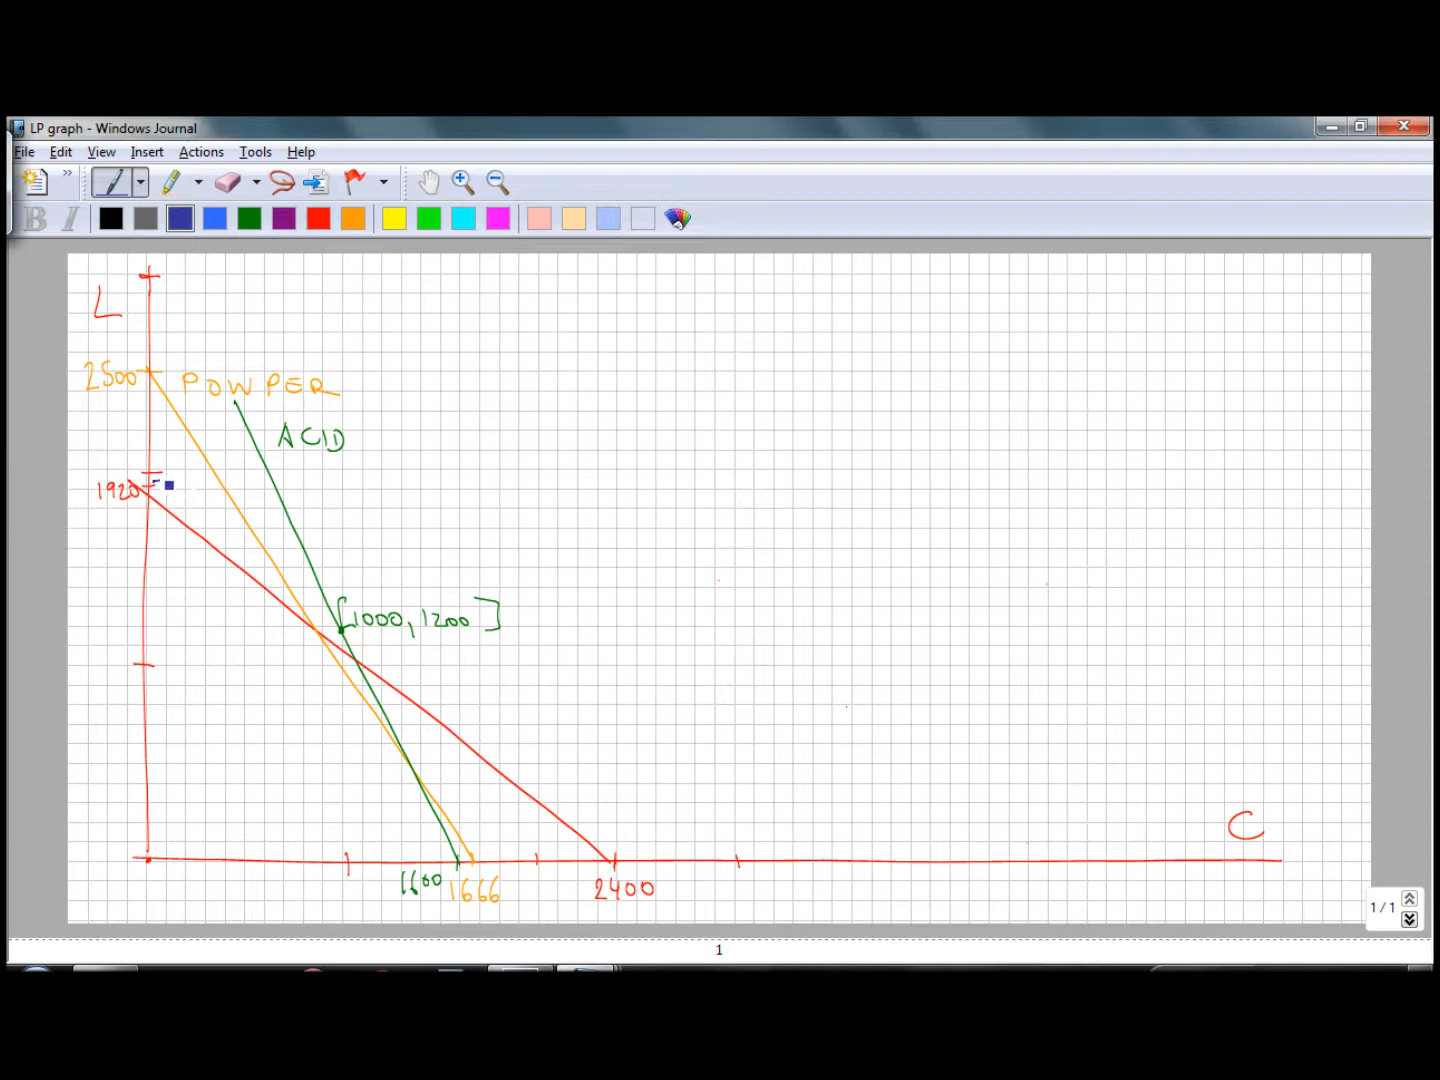 LP graph - Windows Journal
File Edit View Insert Actions Tools Help
»
B I
L
2500 POWPER
ACID
1920
[1000, 1200]
C
1600 1666 2400
1 / 1
1